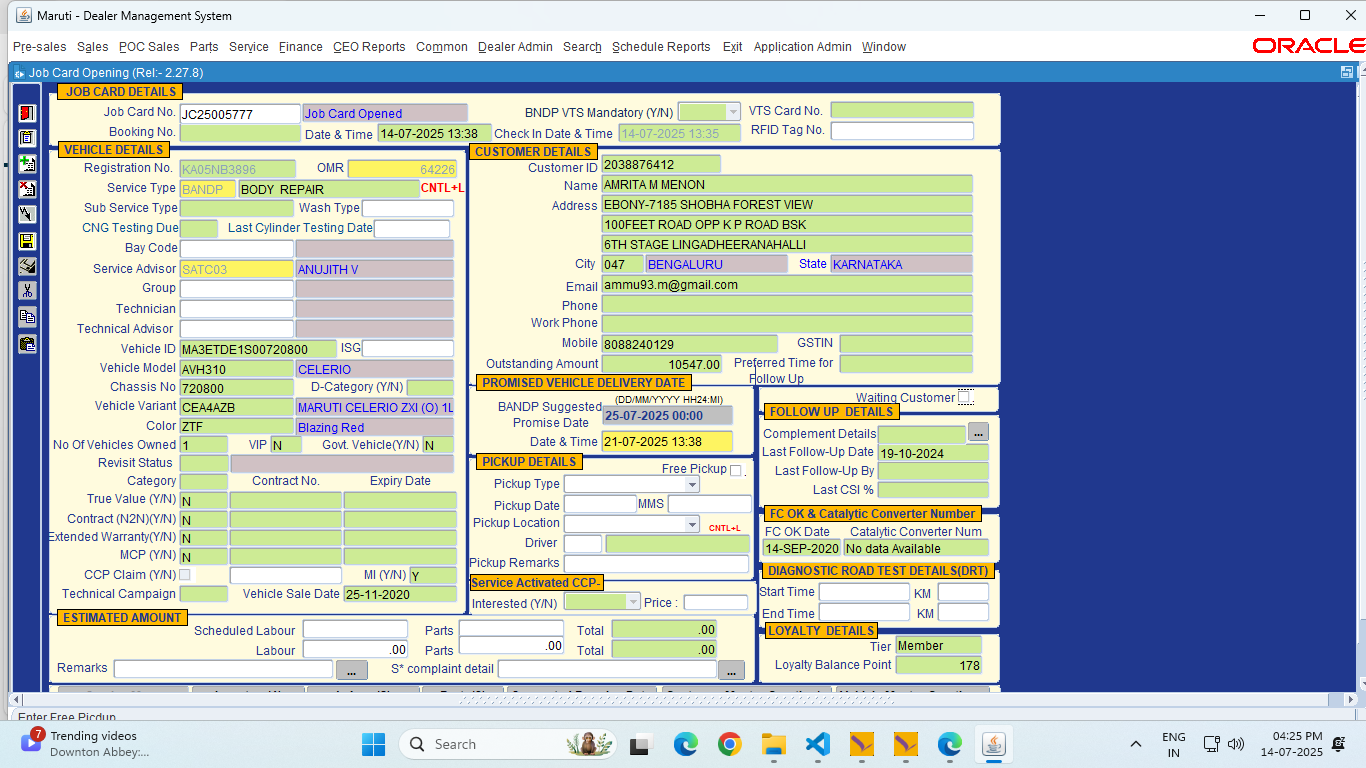 Maruti - Dealer Management System
Pre-sales Sales POC Sales Parts Service Finance CEO Reports Common Dealer Admin Search Schedule Reports Exit Application Admin Window
ORACLE
Job Card Opening (Rel:- 2.27.8)
JOB CARD DETAILS
Job Card No. JC25005777 Job Card Opened BNDP VTS Mandatory (Y/N) VTS Card No.
Booking No. Date & Time 14-07-2025 13:38 Check In Date & Time 14-07-2025 13:35 RFID Tag No.
VEHICLE DETAILS
Registration No. KA05NB3896 OMR 64226
Service Type BANDP BODY REPAIR CNTL+L
Sub Service Type Wash Type
CNG Testing Due Last Cylinder Testing Date
Bay Code
Service Advisor SATC03 ANUJITH V
Group
Technician
Technical Advisor
Vehicle ID MA3ETDE1S00720800 ISG
Vehicle Model AVH310 CELERIO
Chassis No 720800 D-Category (Y/N)
Vehicle Variant CEA4AZB MARUTI CELERIO ZXI (O) 1L
Color ZTF Blazing Red
No Of Vehicles Owned 1 VIP N Govt. Vehicle(Y/N) N
Revisit Status
Category Contract No. Expiry Date
True Value (Y/N) N
Contract (N2N)(Y/N) N
Extended Warranty(Y/N) N
MCP (Y/N) N
CCP Claim (Y/N) MI (Y/N) Y
Technical Campaign Vehicle Sale Date 25-11-2020
CUSTOMER DETAILS
Customer ID 2038876412
Name AMRITA M MENON
Address EBONY-7185 SHOBHA FOREST VIEW
100FEET ROAD OPP K P ROAD BSK
6TH STAGE LINGADHEERANAHALLI
City 047 BENGALURU State KARNATAKA
Email ammu93.m@gmail.com
Phone
Work Phone
Mobile 8088240129 GSTIN
Outstanding Amount 10547.00 Preferred Time for
Follow Up
PROMISED VEHICLE DELIVERY DATE
(DD/MM/YYYY HH24:MI)
BANDP Suggested 25-07-2025 00:00
Promise Date
Date & Time 21-07-2025 13:38
PICKUP DETAILS
Free Pickup .
Pickup Type
Pickup Date MMS
Pickup Location CNTL+L
Driver
Pickup Remarks
Service Activated CCP-
Interested (Y/N) Price :
Waiting Customer
FOLLOW UP DETAILS
Complement Details ...
Last Follow-Up Date 19-10-2024
Last Follow-Up By
Last CSI %
FC OK & Catalytic Converter Number
FC OK Date Catalytic Converter Num
14-SEP-2020 No data Available
DIAGNOSTIC ROAD TEST DETAILS(DRT)
Start Time KM
End Time KM
LOYALTY DETAILS
Tier Member
Loyalty Balance Point 178
ESTIMATED AMOUNT
Scheduled Labour Parts Total .00
Labour .00 Parts .00 Total .00
Remarks ... S* complaint detail ...
Enter Free Picdup
7
Trending videos
Downton Abbey:...
Search
ENG
IN
04:25 PM
14-07-2025